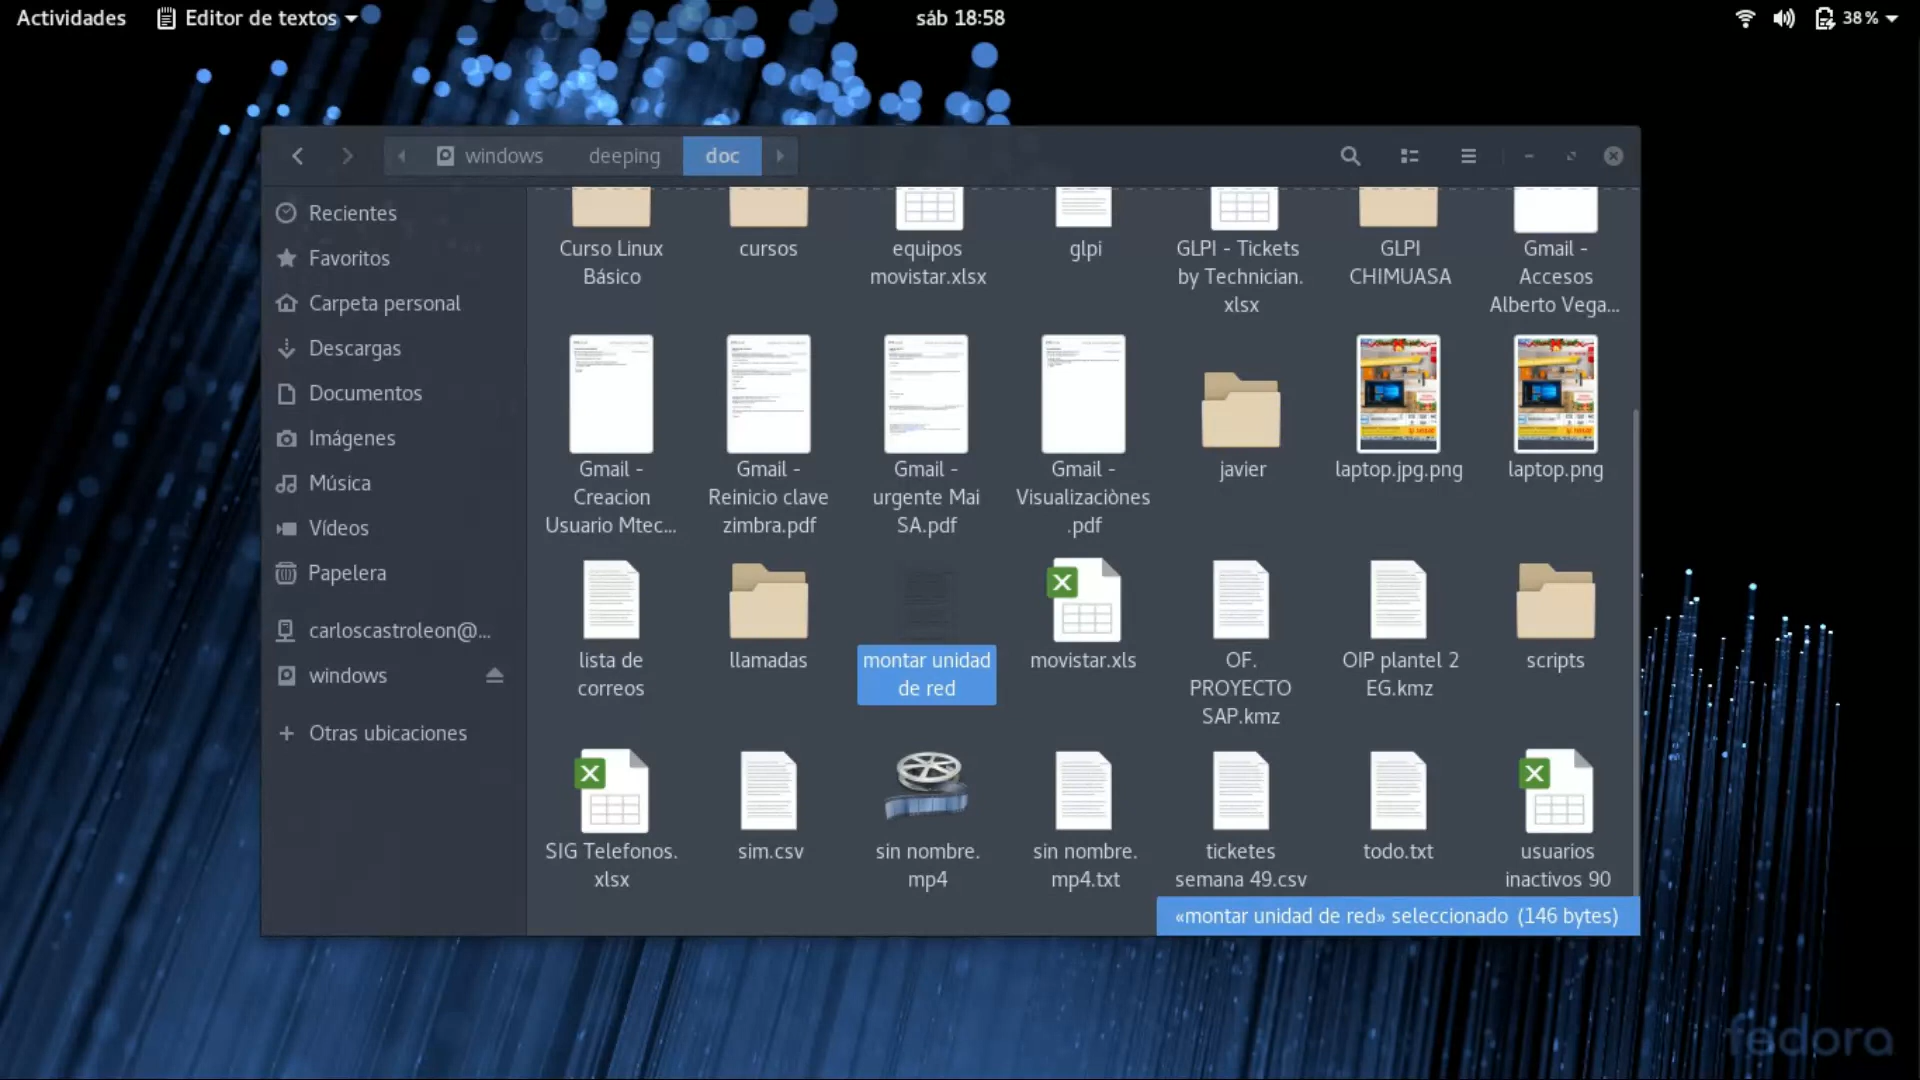 Actividades
Editor de textos
sáb 18:58
38 %
windows
deeping
doc
Recientes
Favoritos
Carpeta personal
Descargas
Documentos
Imágenes
Música
Vídeos
Papelera
carloscastroleon@...
windows
Otras ubicaciones
Curso Linux
Básico
cursos
equipos
movistar.xlsx
glpi
GLPI - Tickets
by Technician.
xlsx
GLPI
CHIMUASA
Gmail -
Accesos
Alberto Vega...
Gmail -
Creacion
Usuario Mtec...
Gmail -
Reinicio clave
zimbra.pdf
Gmail -
urgente Mai
SA.pdf
Gmail -
Visualizaciònes
.pdf
javier
laptop.jpg.png
laptop.png
lista de
correos
llamadas
montar unidad
de red
movistar.xls
OF.
PROYECTO
SAP.kmz
OIP plantel 2
EG.kmz
scripts
SIG Telefonos.
xlsx
sim.csv
sin nombre.
mp4
sin nombre.
mp4.txt
ticketes
semana 49.csv
todo.txt
usuarios
inactivos 90
«montar unidad de red» seleccionado (146 bytes)
fedora